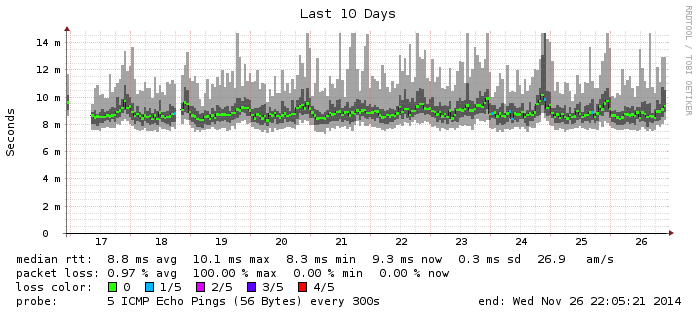 Last 10 Days
RRDTOOL / TOBI OETIKER
Seconds
14 m
12 m
10 m
8 m
6 m
4 m
2 m
0
17 18 19 20 21 22 23 24 25 26
median rtt: 8.8 ms avg 10.1 ms max 8.3 ms min 9.3 ms now 0.3 ms sd 26.9 am/s
packet loss: 0.97 % avg 100.00 % max 0.00 % min 0.00 % now
loss color: 0 1/5 2/5 3/5 4/5
probe: 5 ICMP Echo Pings (56 Bytes) every 300s end: Wed Nov 26 22:05:21 2014